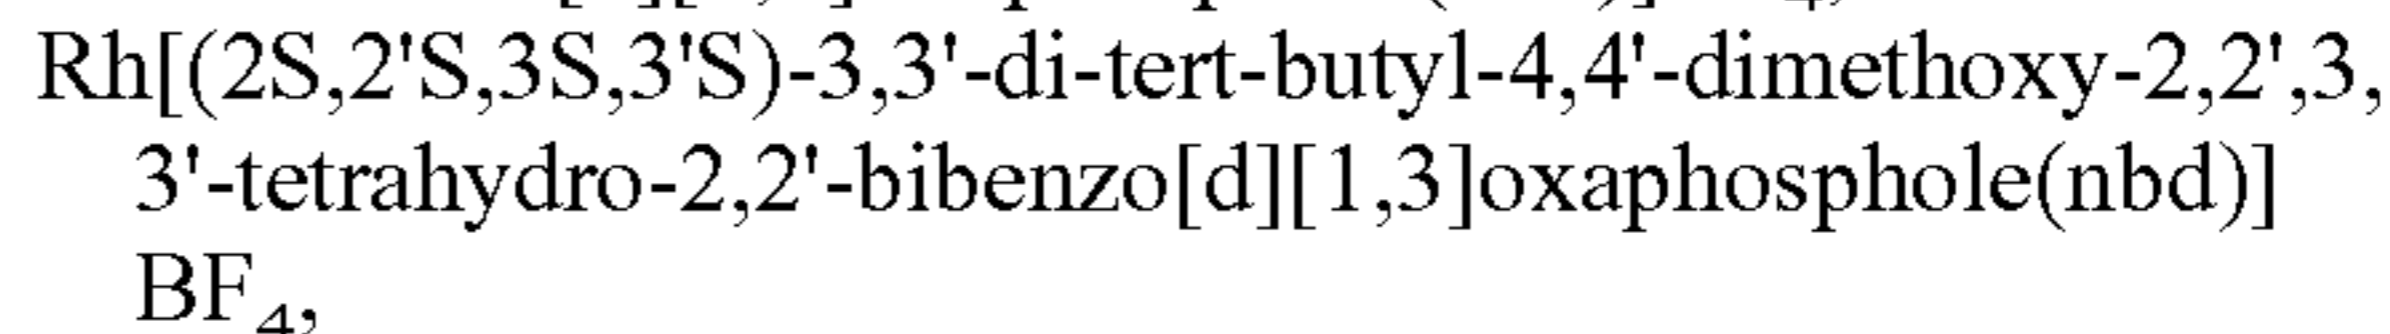 Rh[(2S,2'S,3S,3'S)-3,3'-di-tert-butyl-4,4'-dimethoxy-2,2',3,
3'-tetrahydro-2,2'-bibenzo[d][1,3]oxaphosphole(nbd)]
BF₄,